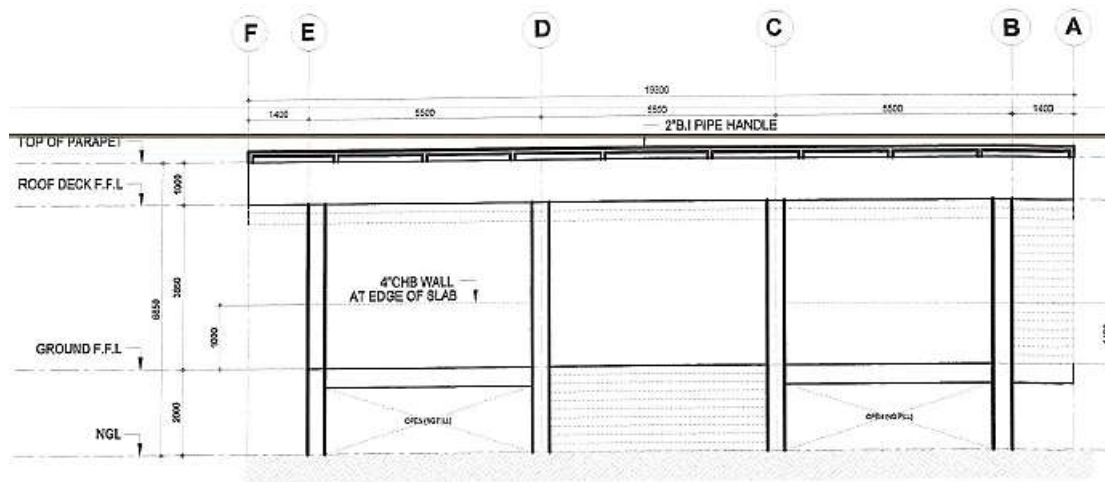 F E D C B A
19300
1400 5500 5500 5500 1400
2"B.I PIPE HANDLE
TOP OF PARAPET
ROOF DECK F.F.L
1000
4"CHB WALL
AT EDGE OF SLAB
3850
6850
1000
GROUND F.F.L
2000
NGL